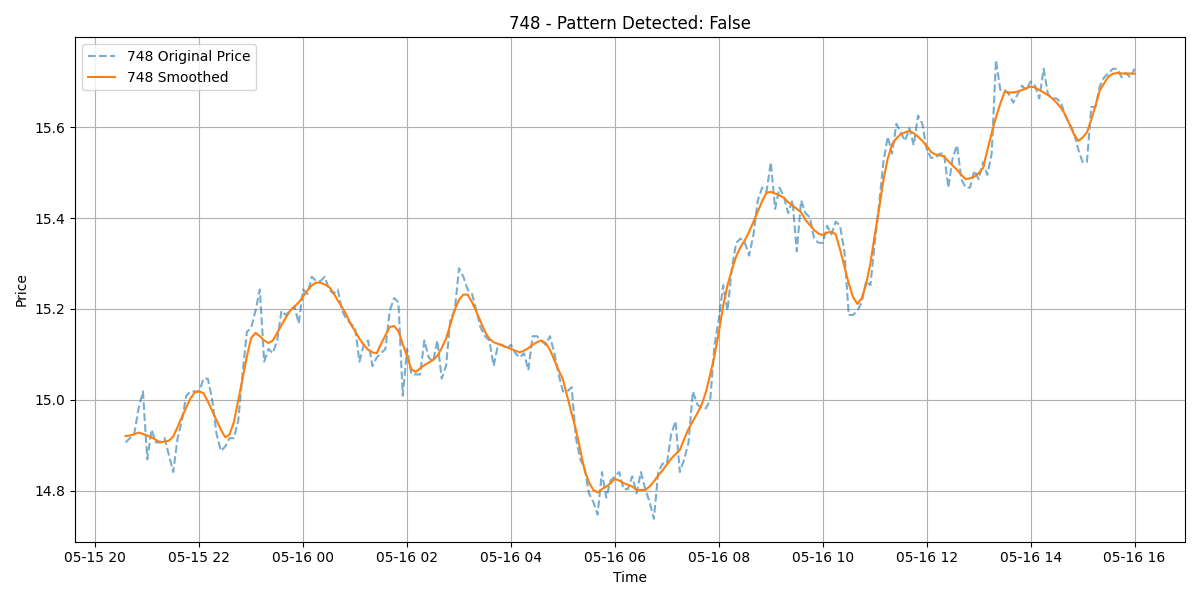 748 - Pattern Detected: False
748 Original Price
748 Smoothed
Price
15.6
15.4
15.2
15.0
14.8
05-15 20 05-15 22 05-16 00 05-16 02 05-16 04 05-16 06 05-16 08 05-16 10 05-16 12 05-16 14 05-16 16
Time